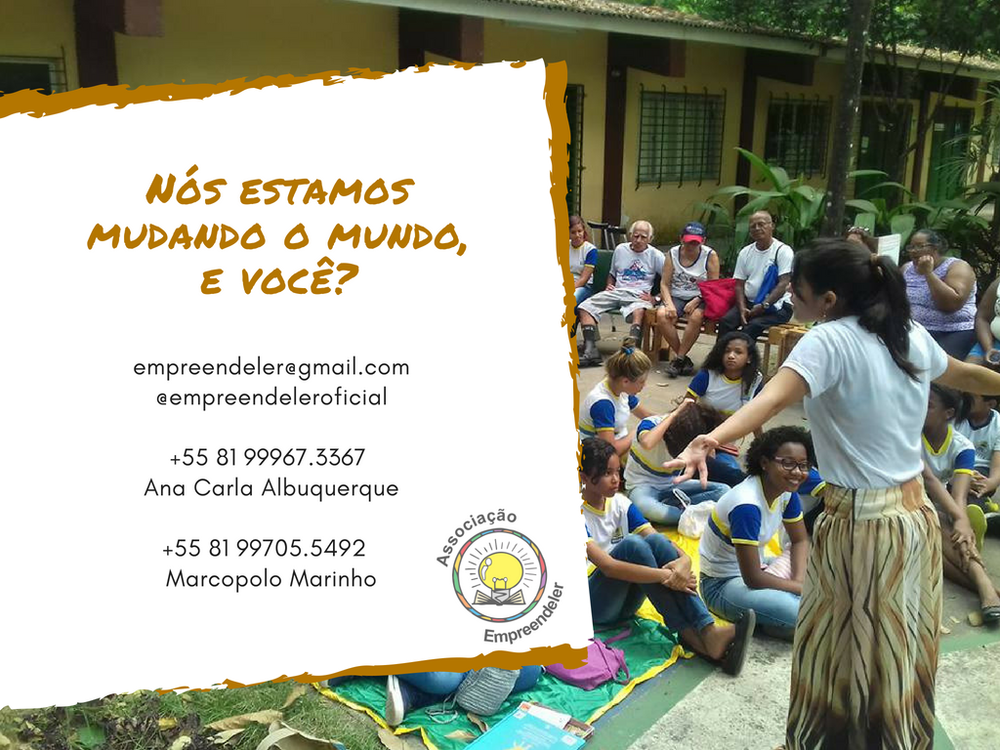 Nós estamos
mudando o mundo,
e você?
empreendeler@gmail.com
@empreendeleroficial
+55 81 99967.3367
Ana Carla Albuquerque
+55 81 99705.5492
Marcopolo Marinho
Associação
Empreendeler